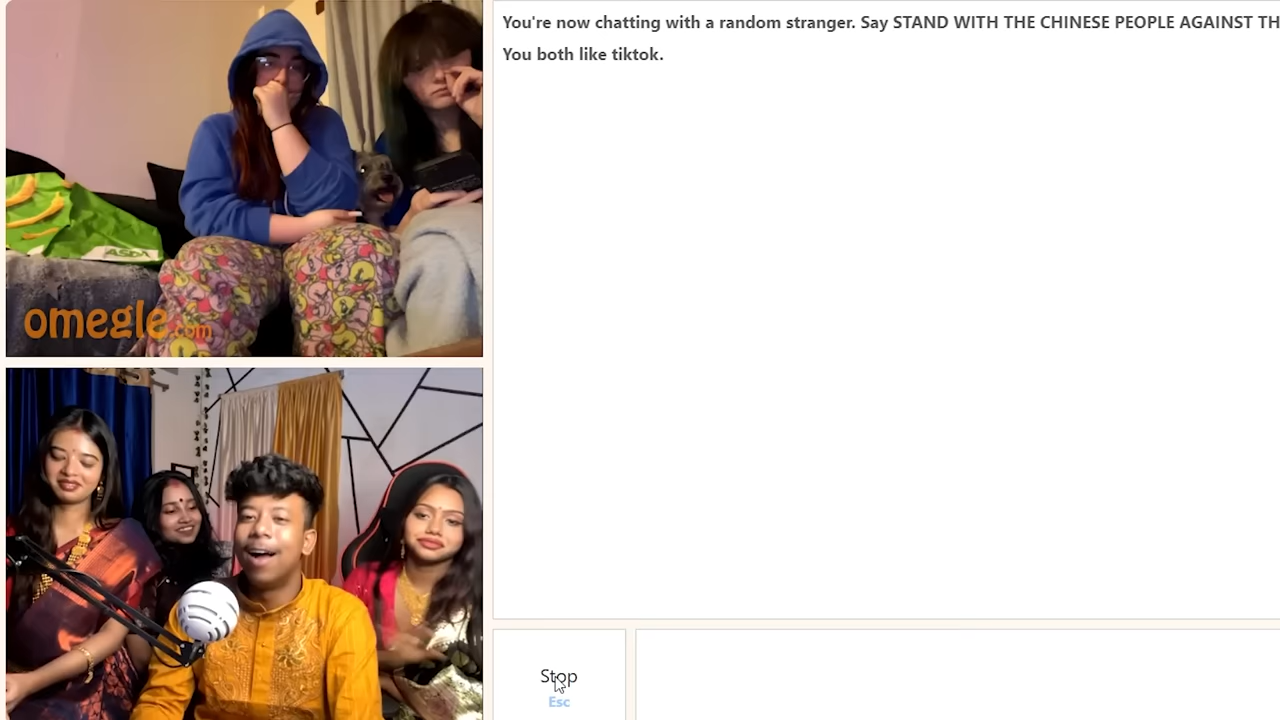 You're now chatting with a random stranger. Say STAND WITH THE CHINESE PEOPLE AGAINST TH
You both like tiktok.
ASDA
omegle.com
Stop
Esc